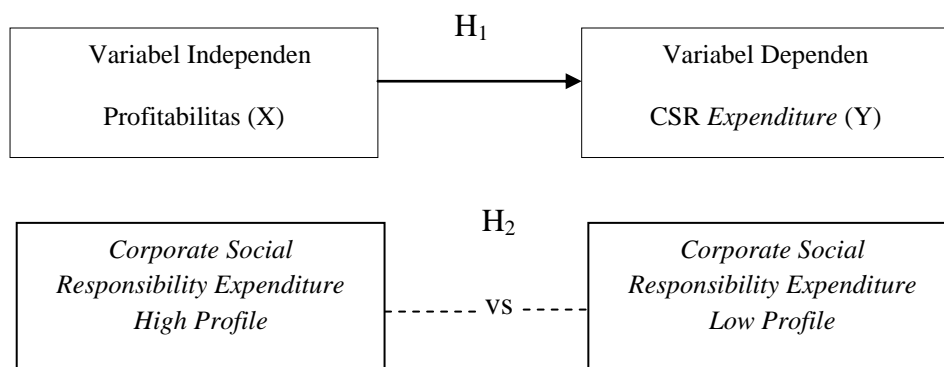 H₁
Variabel Independen
Profitabilitas (X)
Variabel Dependen
CSR Expenditure (Y)
H₂
Corporate Social
Responsibility Expenditure
High Profile
vs
Corporate Social
Responsibility Expenditure
Low Profile